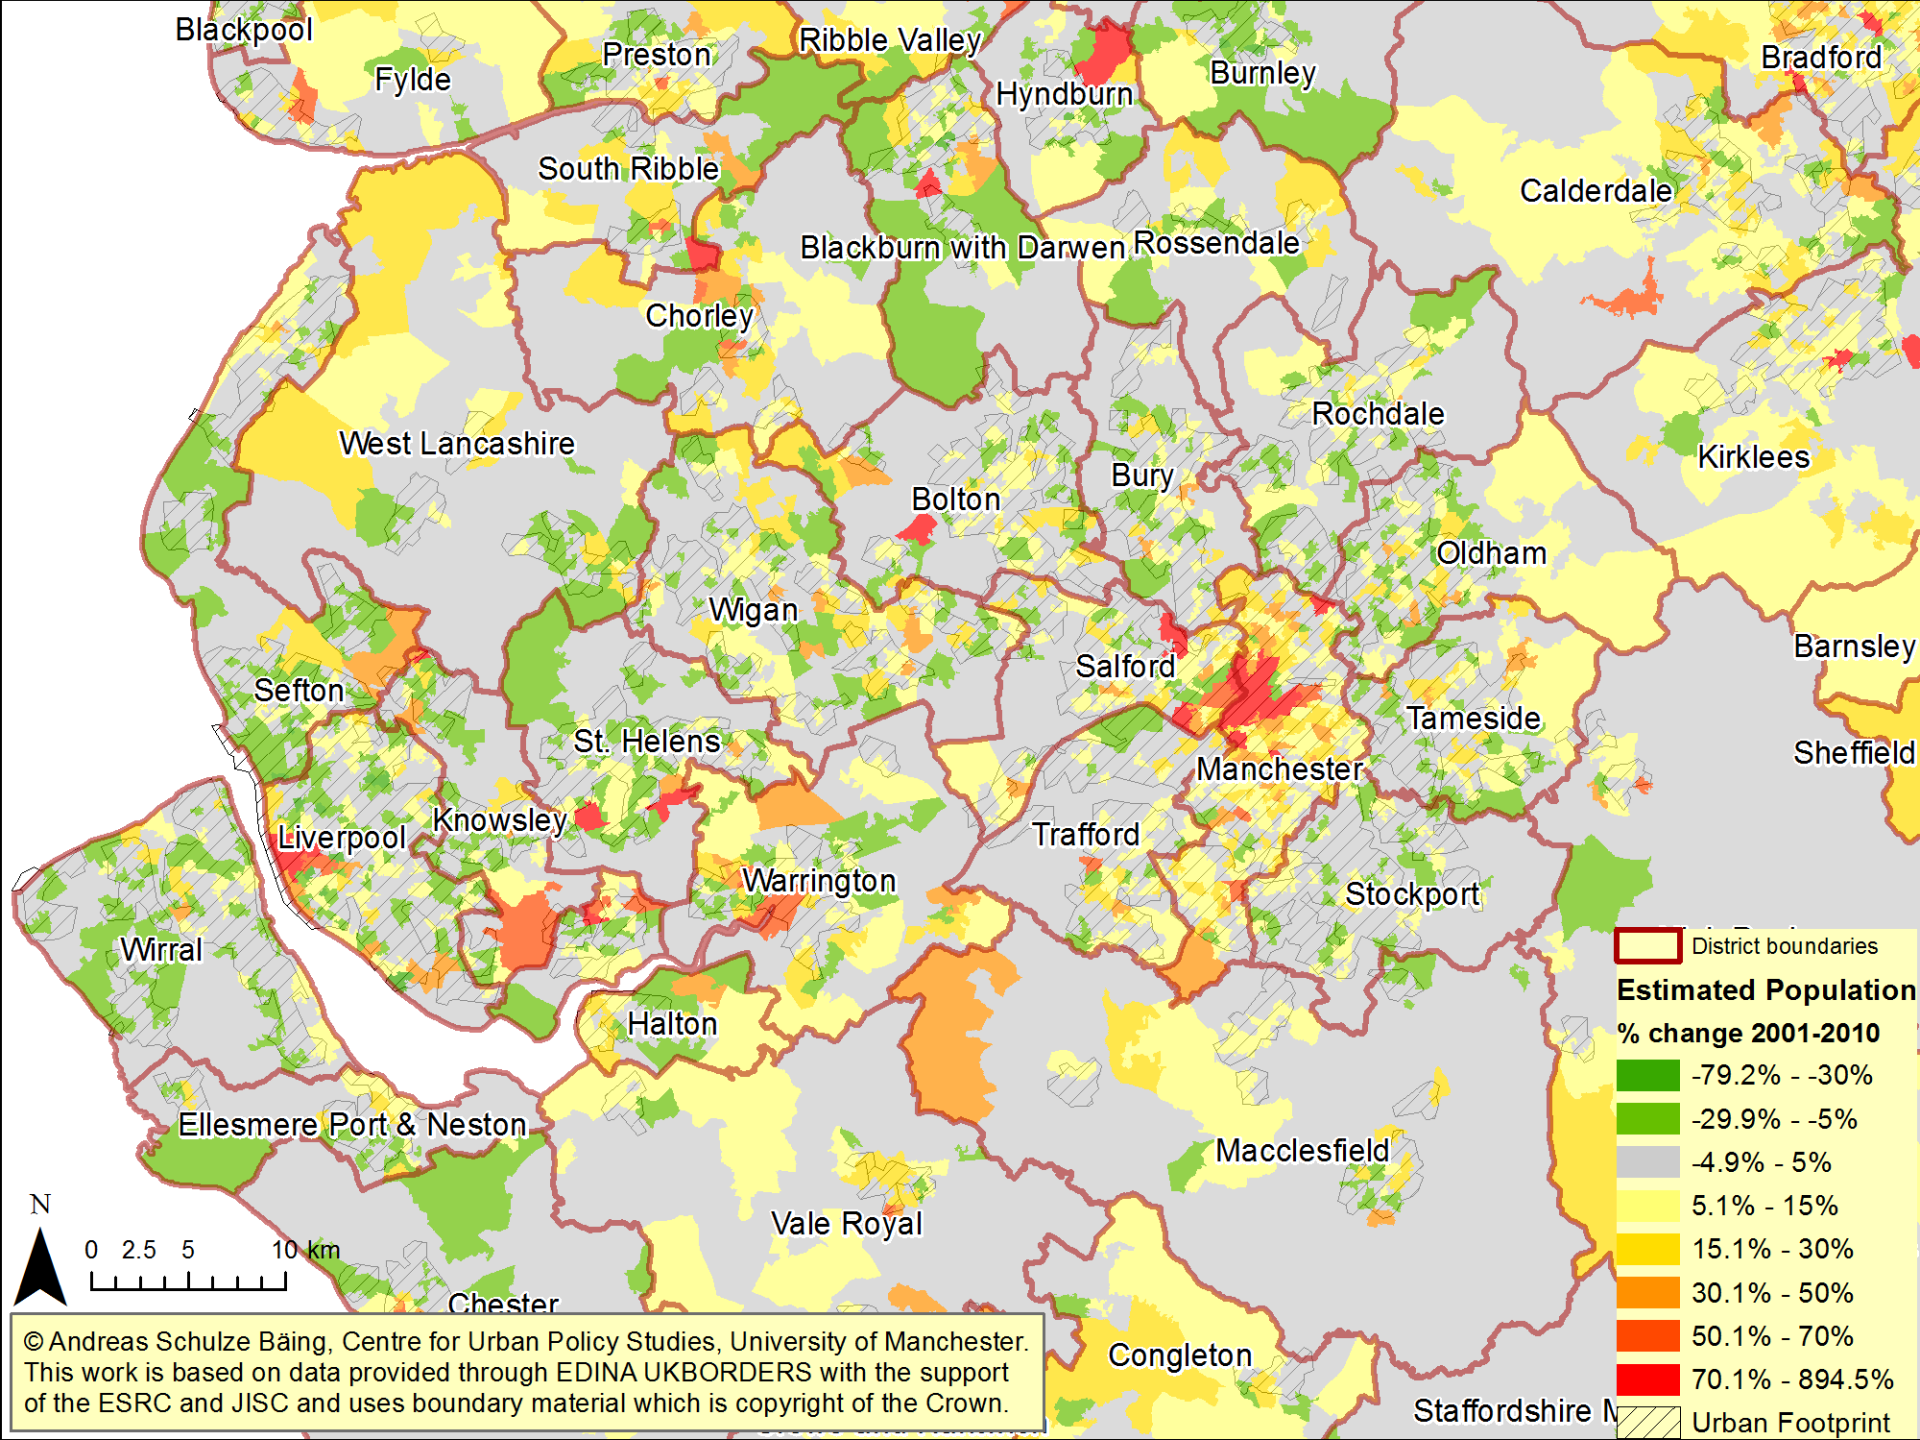 Blackpool
Fylde
Preston
Ribble Valley
Hyndburn
Burnley
Bradford
South Ribble
Calderdale
Blackburn with Darwen
Rossendale
Chorley
West Lancashire
Rochdale
Kirklees
Bolton
Bury
Oldham
Wigan
Salford
Barnsley
Sefton
Tameside
St. Helens
Sheffield
Manchester
Liverpool
Knowsley
Trafford
Warrington
Stockport
Wirral
Halton
Ellesmere Port & Neston
Macclesfield
Vale Royal
Chester
Congleton
Staffordshire M
District boundaries
Estimated Population
% change 2001-2010
-79.2% - -30%
-29.9% - -5%
-4.9% - 5%
5.1% - 15%
15.1% - 30%
30.1% - 50%
50.1% - 70%
70.1% - 894.5%
Urban Footprint
N
0 2.5 5 10 km
© Andreas Schulze Bäing, Centre for Urban Policy Studies, University of Manchester.
This work is based on data provided through EDINA UKBORDERS with the support
of the ESRC and JISC and uses boundary material which is copyright of the Crown.